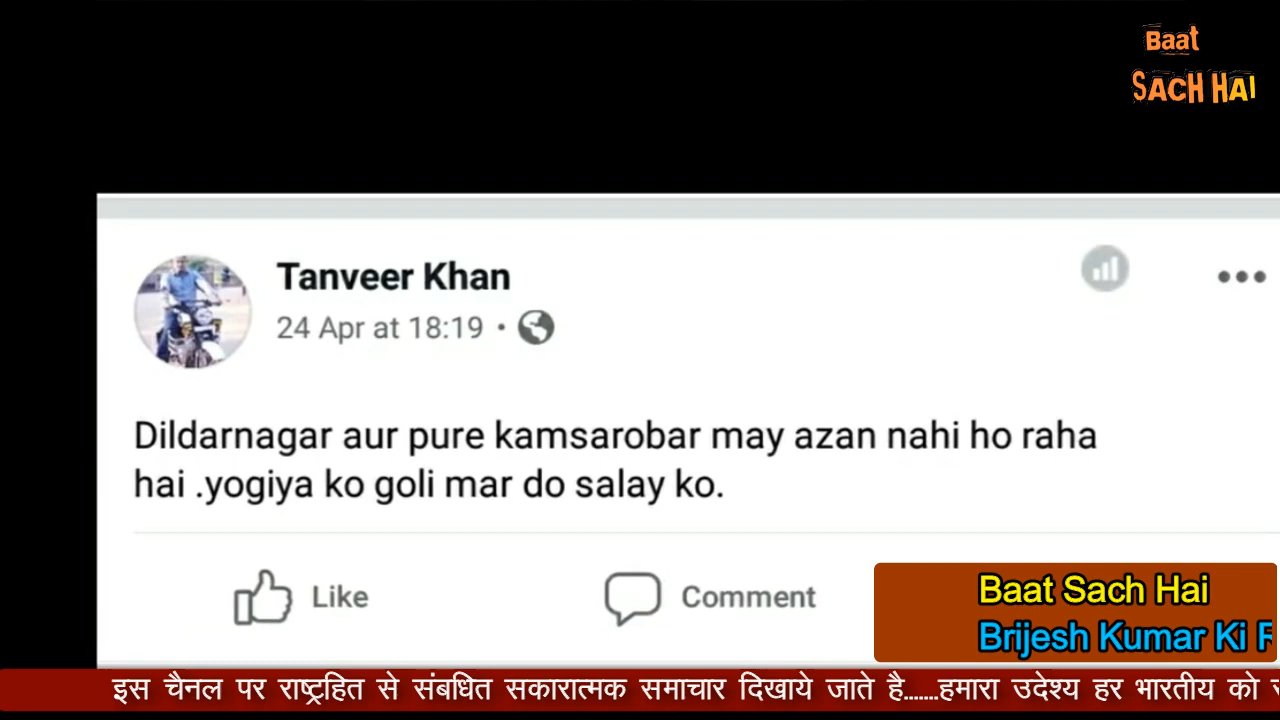 Baat
SACH HAI
Tanveer Khan
24 Apr at 18:19 •
Dildarnagar aur pure kamsarobar may azan nahi ho raha
hai .yogiya ko goli mar do salay ko.
Like
Comment
Baat Sach Hai
Brijesh Kumar Ki
इस चैनल पर राष्ट्रहित से संबधित सकारात्मक समाचार दिखाये जाते है.......हमारा उदेश्य हर भारतीय को